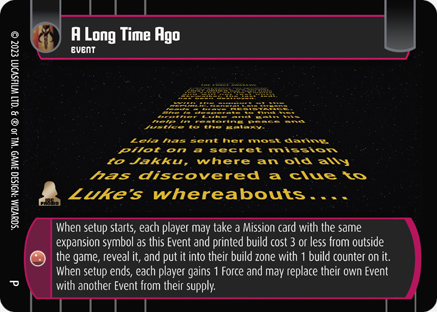 A Long Time Ago
EVENT
With the support of the
REPUBLIC, General Leia Organa
leads a brave RESISTANCE.
She is desperate to find her
brother Luke and gain his
help in restoring peace and
justice to the galaxy.
Leia has sent her most daring
pilot on a secret mission
to Jakku, where an old ally
has discovered a clue to
Luke's whereabouts....
When setup starts, each player may take a Mission card with the same
expansion symbol as this Event and printed build cost 3 or less from outside
the game, reveal it, and put it into their build zone with 1 build counter on it.
When setup ends, each player gains 1 Force and may replace their own Event
with another Event from their supply.
© 2023 LUCASFILM LTD. & ® OR TM. GAME DESIGN: WIZARDS.
P